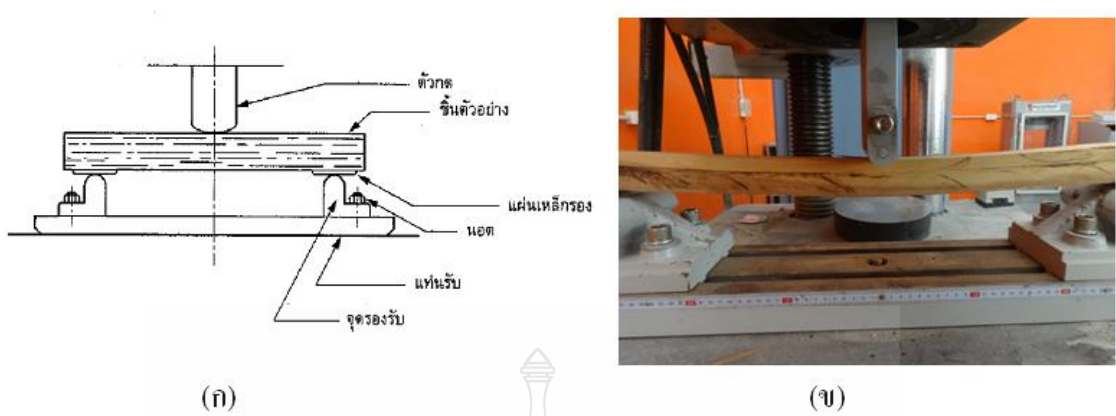 ตัวกด
ชิ้นตัวอย่าง
แผ่นเหล็กรอง
นอต
แท่นรับ
จุดรองรับ
(ก)
(ข)